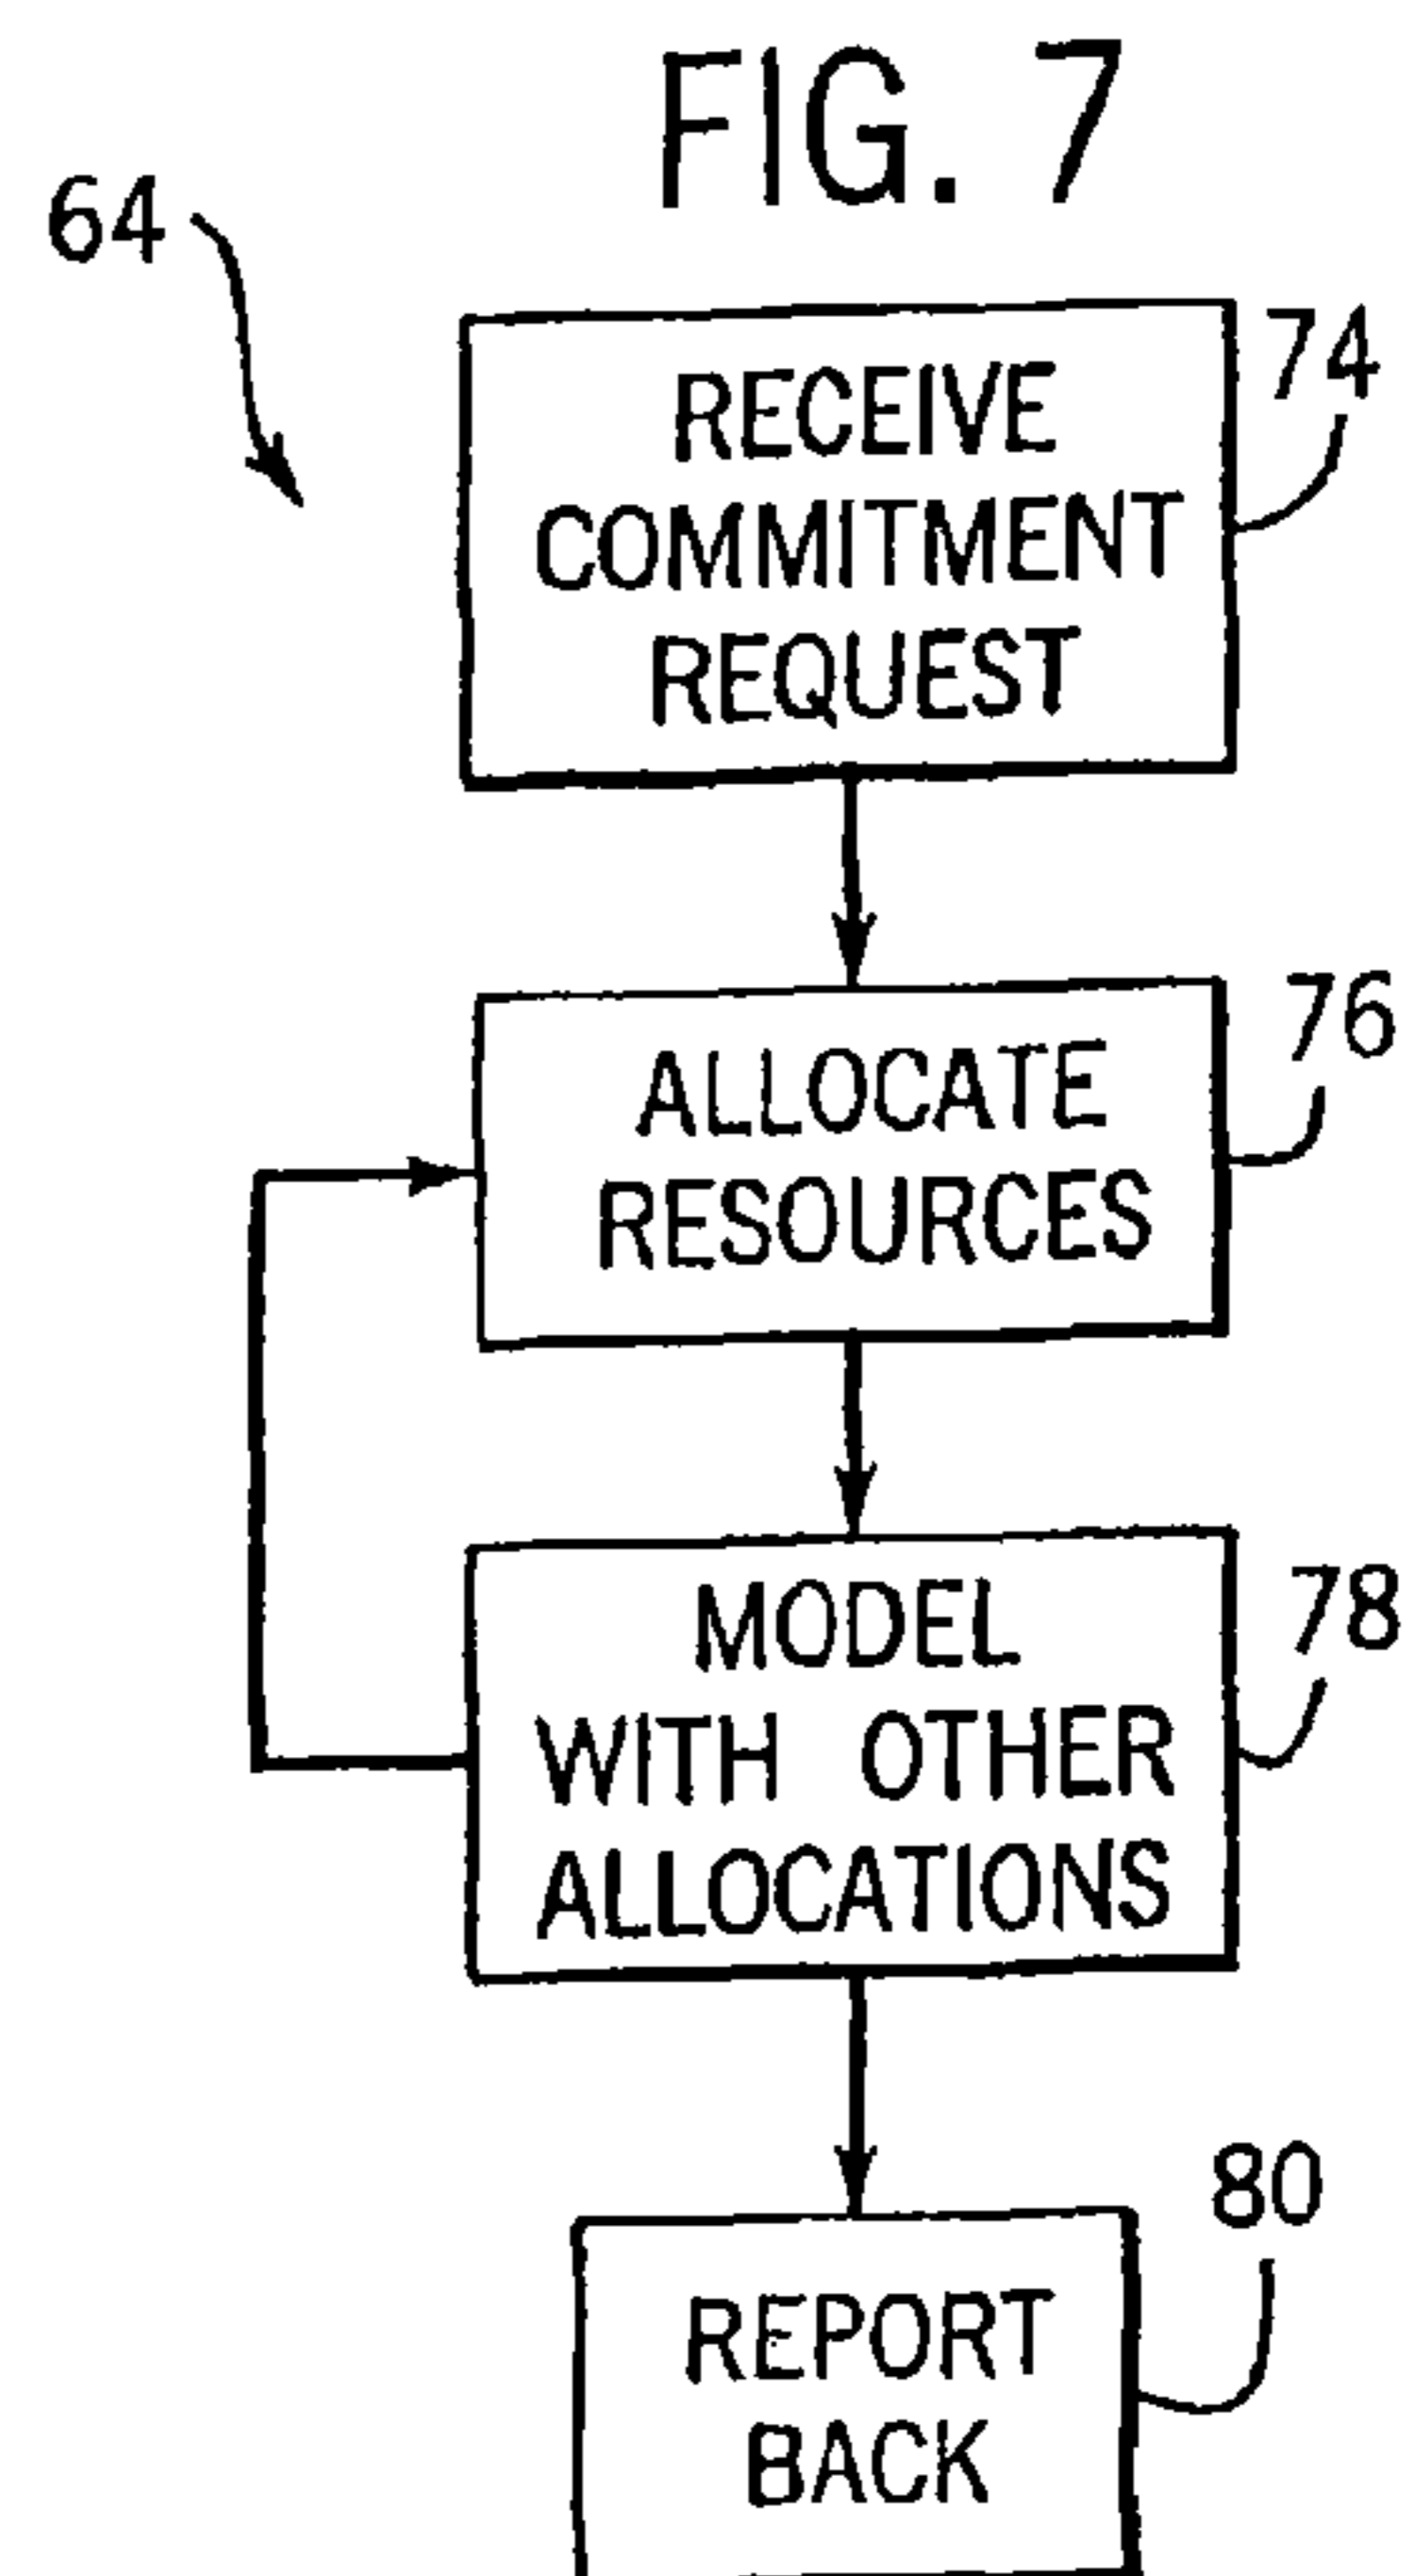 FIG. 7
64
74
RECEIVE
COMMITMENT
REQUEST
76
ALLOCATE
RESOURCES
78
MODEL
WITH OTHER
ALLOCATIONS
80
REPORT
BACK